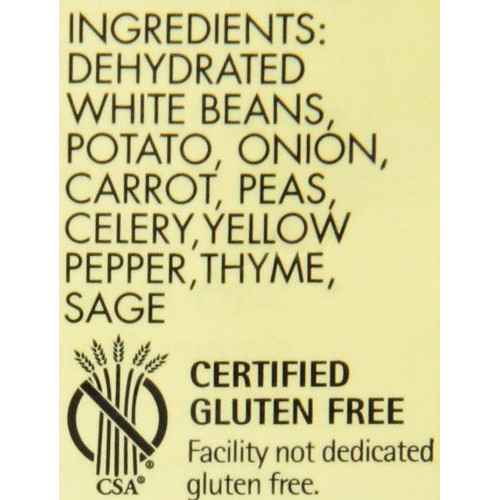 INGREDIENTS:
DEHYDRATED
WHITE BEANS,
POTATO, ONION,
CARROT, PEAS,
CELERY, YELLOW
PEPPER, THYME,
SAGE
CERTIFIED
GLUTEN FREE
Facility not dedicated
gluten free.
®
CSA®